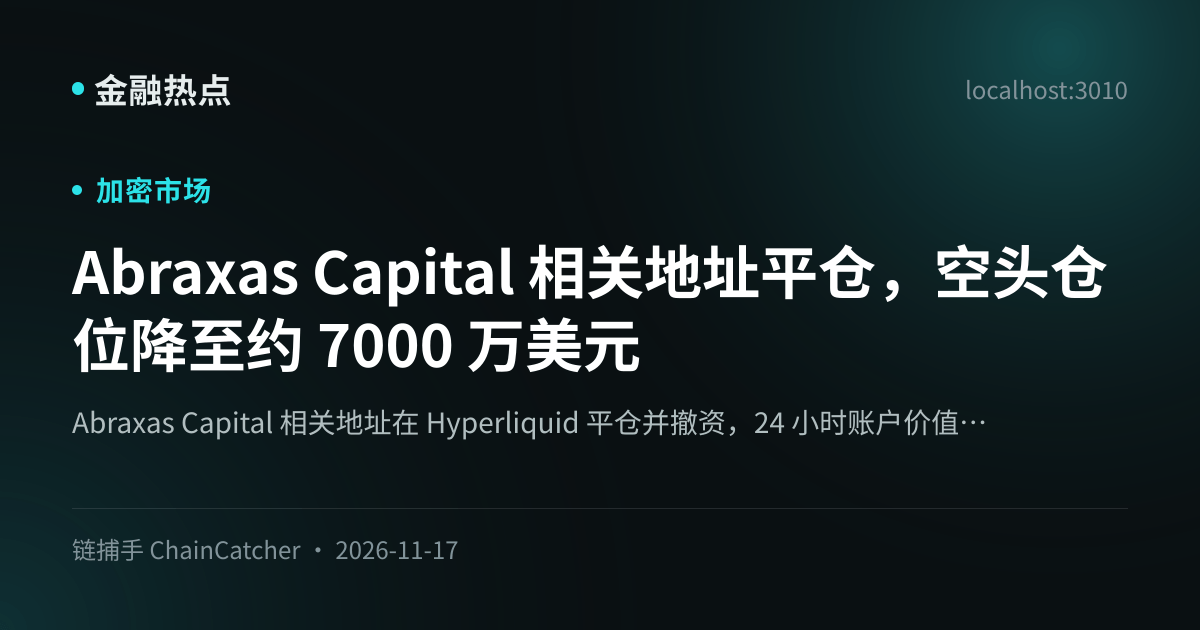 金融热点
localhost:3010
加密市场
Abraxas Capital 相关地址平仓，空头仓
位降至约 7000 万美元
Abraxas Capital 相关地址在 Hyperliquid 平仓并撤资，24 小时账户价值…
链捕手 ChainCatcher · 2026-11-17